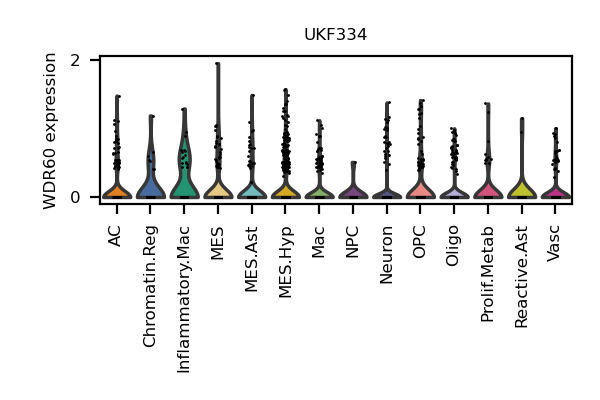 UKF334
WDR60 expression
2
0
AC
Chromatin.Reg
Inflammatory.Mac
MES
MES.Ast
MES.Hyp
Mac
NPC
Neuron
OPC
Oligo
Prolif.Metab
Reactive.Ast
Vasc